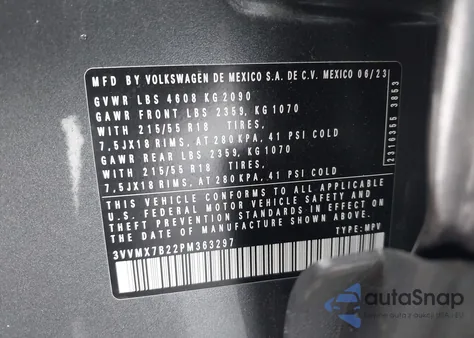 MFD. BY VOLKSWAGEN DE MEXICO S.A. DE C.V. MEXICO 06/23
GVWR LBS 4608 KG 2090
GAWR FRONT LBS 2359, KG 1070
WITH 215/55 R18 TIRES,
7,5JX18 RIMS, AT 280 KPA, 41 PSI COLD
GAWR REAR LBS 2359, KG 1070
WITH 215/55 R18 TIRES,
7,5JX18 RIMS, AT 280 KPA, 41 PSI COLD
THIS VEHICLE CONFORMS TO ALL APPLICABLE
U.S. FEDERAL MOTOR VEHICLE SAFETY AND
THEFT PREVENTION STANDARDS IN EFFECT ON
THE DATE OF MANUFACTURE SHOWN ABOVE.
3VVMX7B22PM363297 TYPE: MPV
2310355 3853
autaSnap